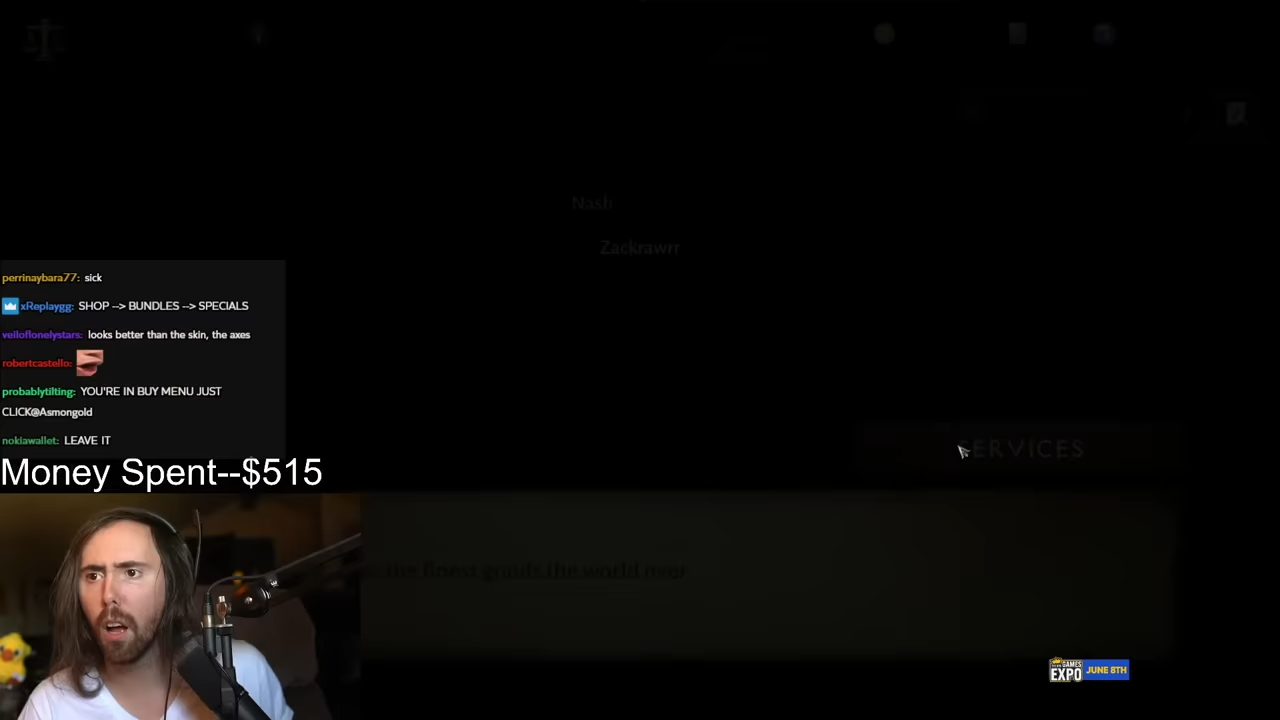 Nash
Zackrawrr
perrinaybara77: sick
xReplaygg: SHOP --> BUNDLES --> SPECIALS
veiloflonelystars: looks better than the skin, the axes
robertcastello:
probablytilting: YOU'RE IN BUY MENU JUST
CLICK@Asmongold
nokiawallet: LEAVE IT
SERVICES
Money Spent--$515
the finest goods the world over
GAMES
EXPO
JUNE 8TH